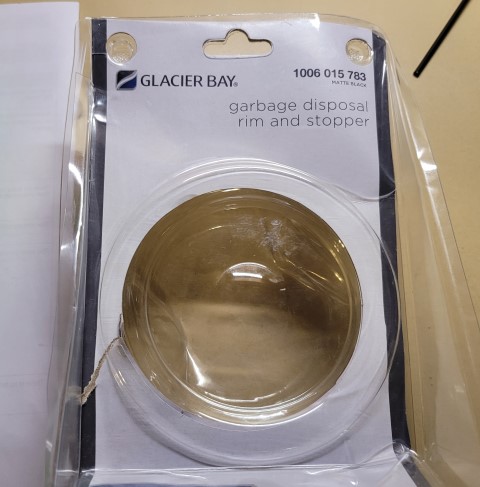 GLACIER BAY®
1006 015 783
MATTE BLACK
garbage disposal
rim and stopper